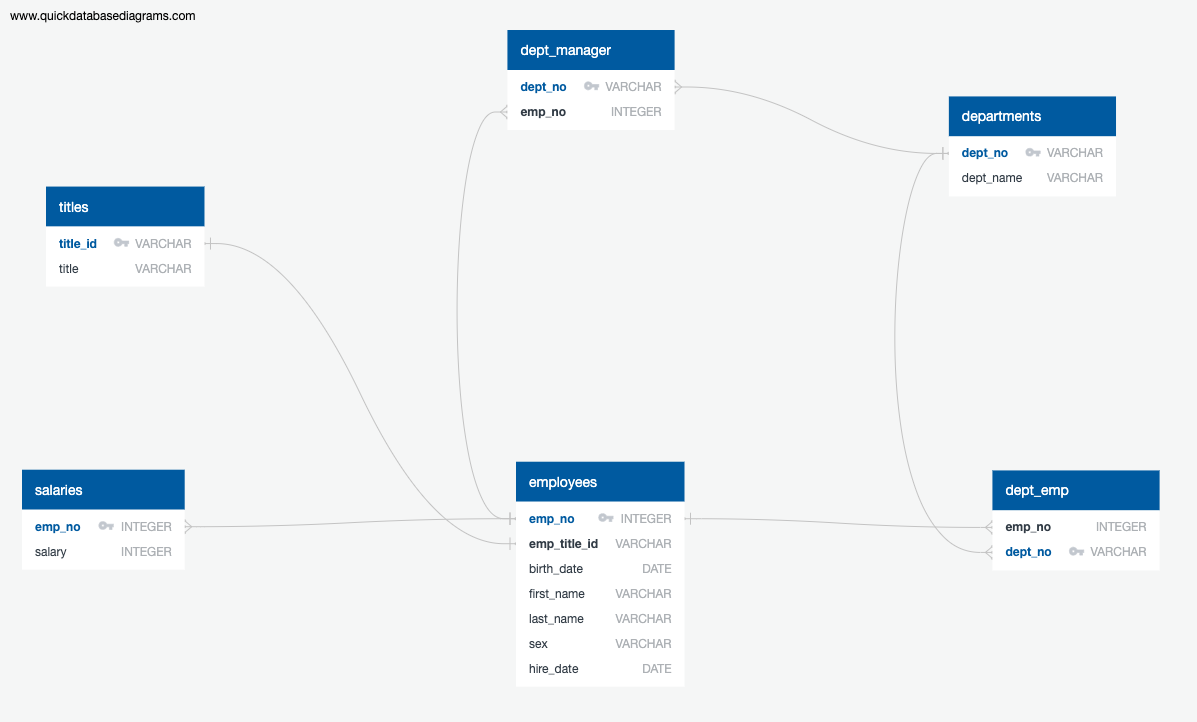 www.quickdatabasediagrams.com
dept_manager
dept_no VARCHAR
emp_no INTEGER
departments
dept_no VARCHAR
dept_name VARCHAR
titles
title_id VARCHAR
title VARCHAR
salaries
emp_no INTEGER
salary INTEGER
employees
emp_no INTEGER
emp_title_id VARCHAR
birth_date DATE
first_name VARCHAR
last_name VARCHAR
sex VARCHAR
hire_date DATE
dept_emp
emp_no INTEGER
dept_no VARCHAR